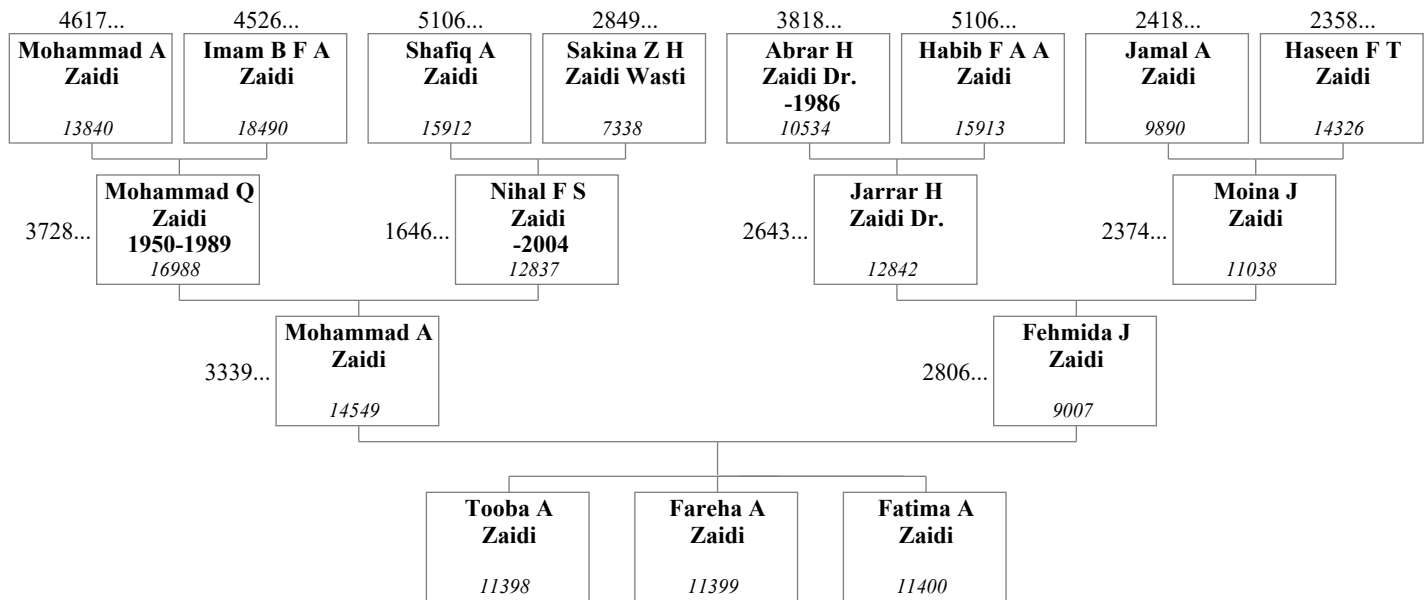 4617... 4526... 5106... 2849... 3818... 5106... 2418... 2358...
Mohammad A
Zaidi
13840
Imam B F A
Zaidi
18490
Shafiq A
Zaidi
15912
Sakina Z H
Zaidi Wasti
7338
Abrar H
Zaidi Dr.
-1986
10534
Habib F A A
Zaidi
15913
Jamal A
Zaidi
9890
Haseen F T
Zaidi
14326
3728...
Mohammad Q
Zaidi
1950-1989
16988
1646...
Nihal F S
Zaidi
-2004
12837
2643...
Jarrar H
Zaidi Dr.
12842
2374...
Moina J
Zaidi
11038
3339...
Mohammad A
Zaidi
14549
2806...
Fehmida J
Zaidi
9007
Tooba A
Zaidi
11398
Fareha A
Zaidi
11399
Fatima A
Zaidi
11400